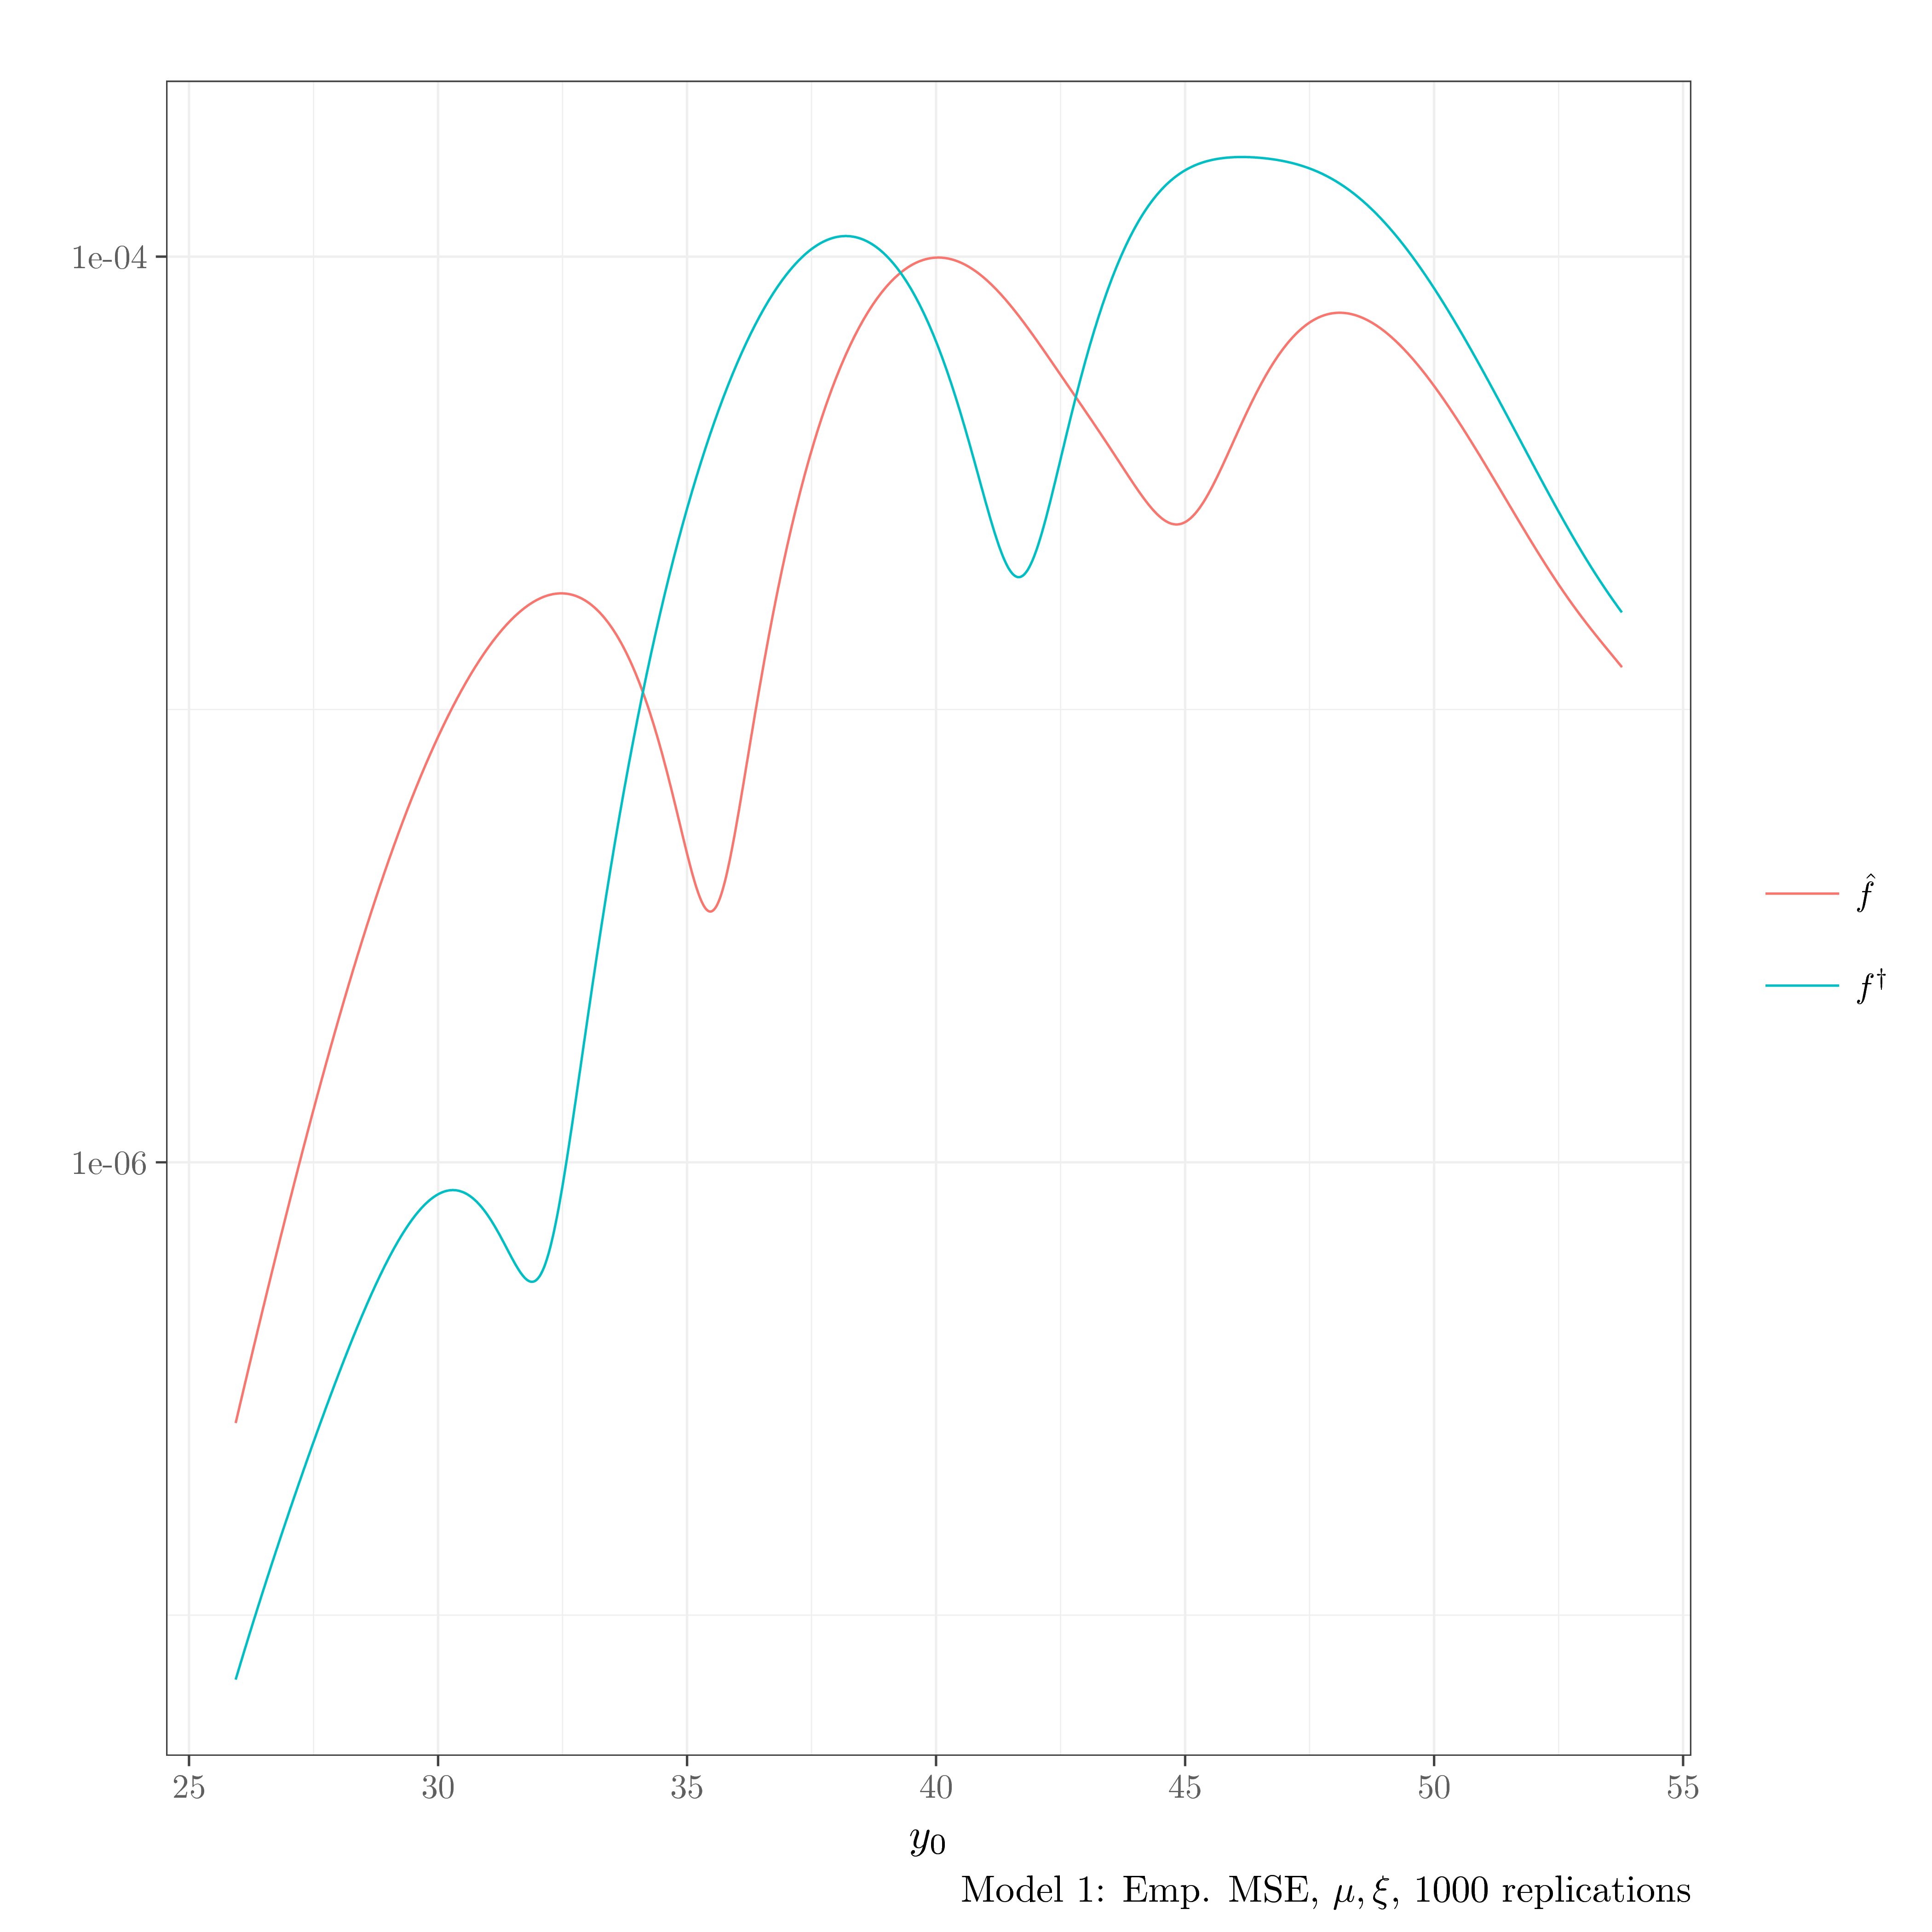 1e-04
1e-06
25 30 35 40 45 50 55
y₀
Model 1: Emp. MSE, μ, ξ, 1000 replications
f̂
f†